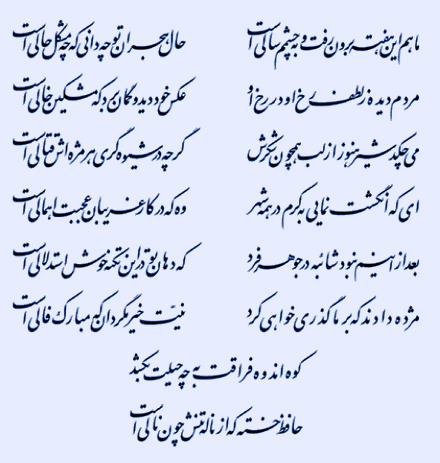 ماهم این هفته برون رفت و به چشمم سالی است حال هجران تو چه دانی که چه مشکل حالی است
مردم دیده ز لطف رخ او در رخ او عکس خود دید و گمان برد که مشکین خالی است
می چکد شیر هنوز از لب همچون شکرش گرچه در شیوه گری هر مژه اش قتالی است
ای که انگشت نمایی به کرم در همه شهر وه که در کار غریبان عجبت اهمالی است
بعد از اینم نبود شائبه در جوهر فرد که دهان تو در این نکته خوش استدلالی است
مژده دادند که بر ما گذری خواهی کرد نیّت خیر مگردان که مبارک فالی است
کوه اندوه فراقت به چه حیلت بکشد
حافظ خسته که از ناله تنش چون نالی است